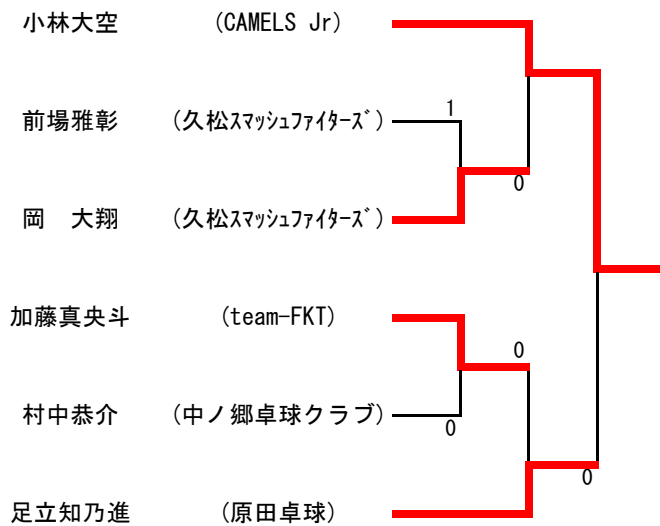 小林大空 (CAMELS Jr)
1
前場雅彰 (久松ｽﾏｯｼｭﾌｧｲﾀｰｽﾞ)
0
岡　大翔 (久松ｽﾏｯｼｭﾌｧｲﾀｰｽﾞ)
加藤真央斗 (team-FKT)
0
村中恭介 (中ノ郷卓球クラブ)
0
0
足立知乃進 (原田卓球)